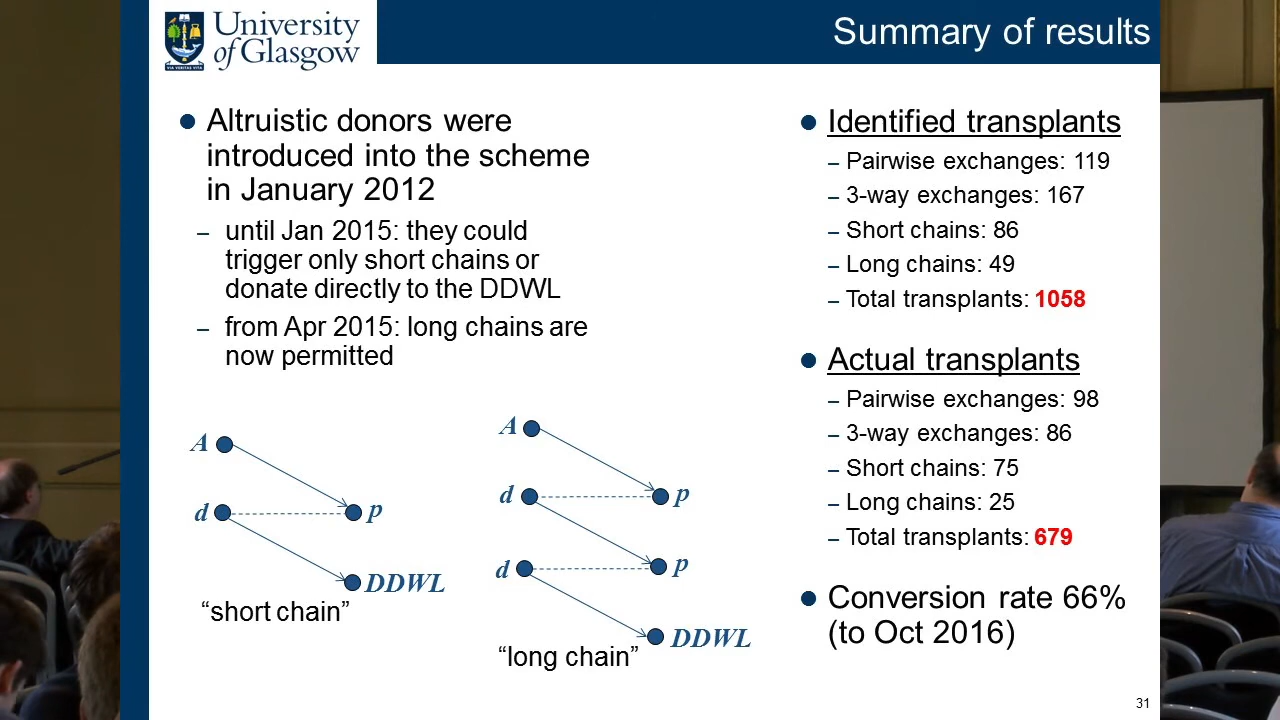 University
of Glasgow
VIA VERITAS VITA
Summary of results
Altruistic donors were
introduced into the scheme
in January 2012
– until Jan 2015: they could
trigger only short chains or
donate directly to the DDWL
– from Apr 2015: long chains are
now permitted
A
d
p
DDWL
“short chain”
A
d
p
d
p
DDWL
“long chain”
Identified transplants
– Pairwise exchanges: 119
– 3-way exchanges: 167
– Short chains: 86
– Long chains: 49
– Total transplants: 1058
Actual transplants
– Pairwise exchanges: 98
– 3-way exchanges: 86
– Short chains: 75
– Long chains: 25
– Total transplants: 679
Conversion rate 66%
(to Oct 2016)
31